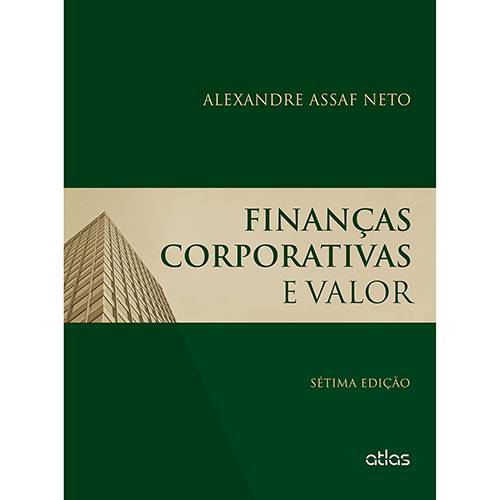 ALEXANDRE ASSAF NETO
FINANÇAS
CORPORATIVAS
E VALOR
SÉTIMA EDIÇÃO
atlas